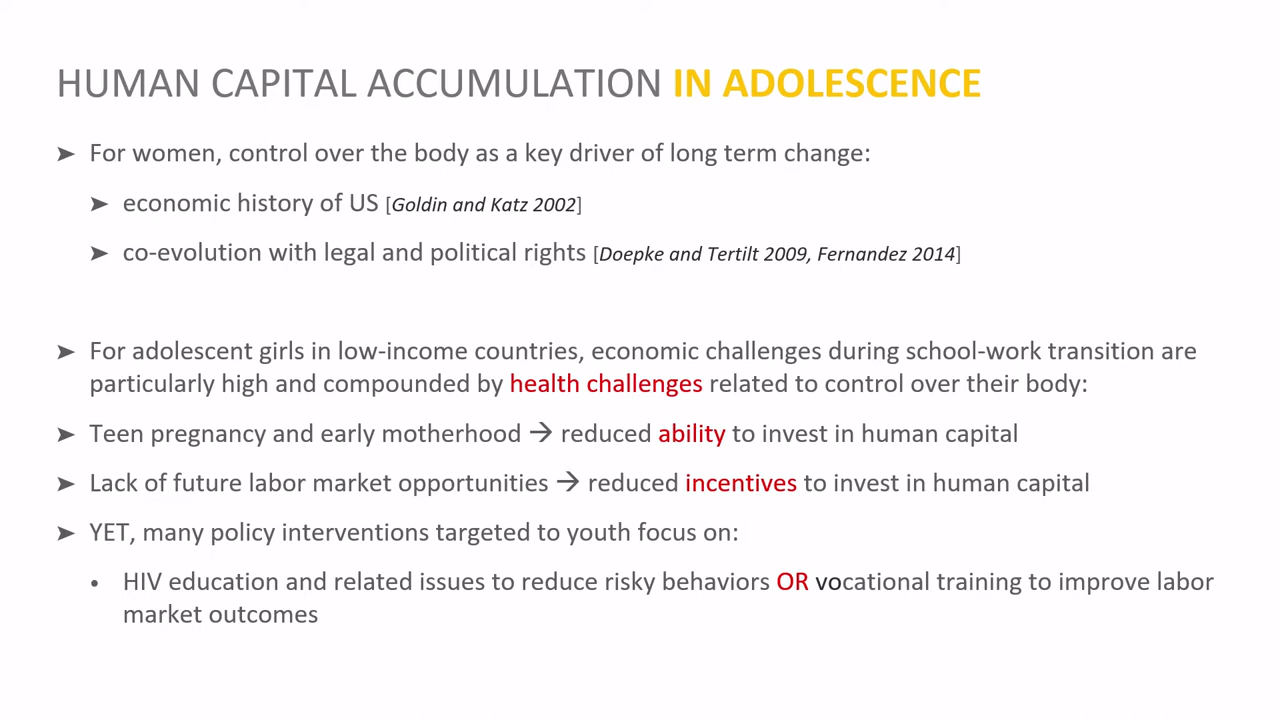 HUMAN CAPITAL ACCUMULATION IN ADOLESCENCE
➤ For women, control over the body as a key driver of long term change:
➤ economic history of US [Goldin and Katz 2002]
➤ co-evolution with legal and political rights [Doepke and Tertilt 2009, Fernandez 2014]
➤ For adolescent girls in low-income countries, economic challenges during school-work transition are
particularly high and compounded by health challenges related to control over their body:
➤ Teen pregnancy and early motherhood → reduced ability to invest in human capital
➤ Lack of future labor market opportunities → reduced incentives to invest in human capital
➤ YET, many policy interventions targeted to youth focus on:
• HIV education and related issues to reduce risky behaviors OR vocational training to improve labor
market outcomes